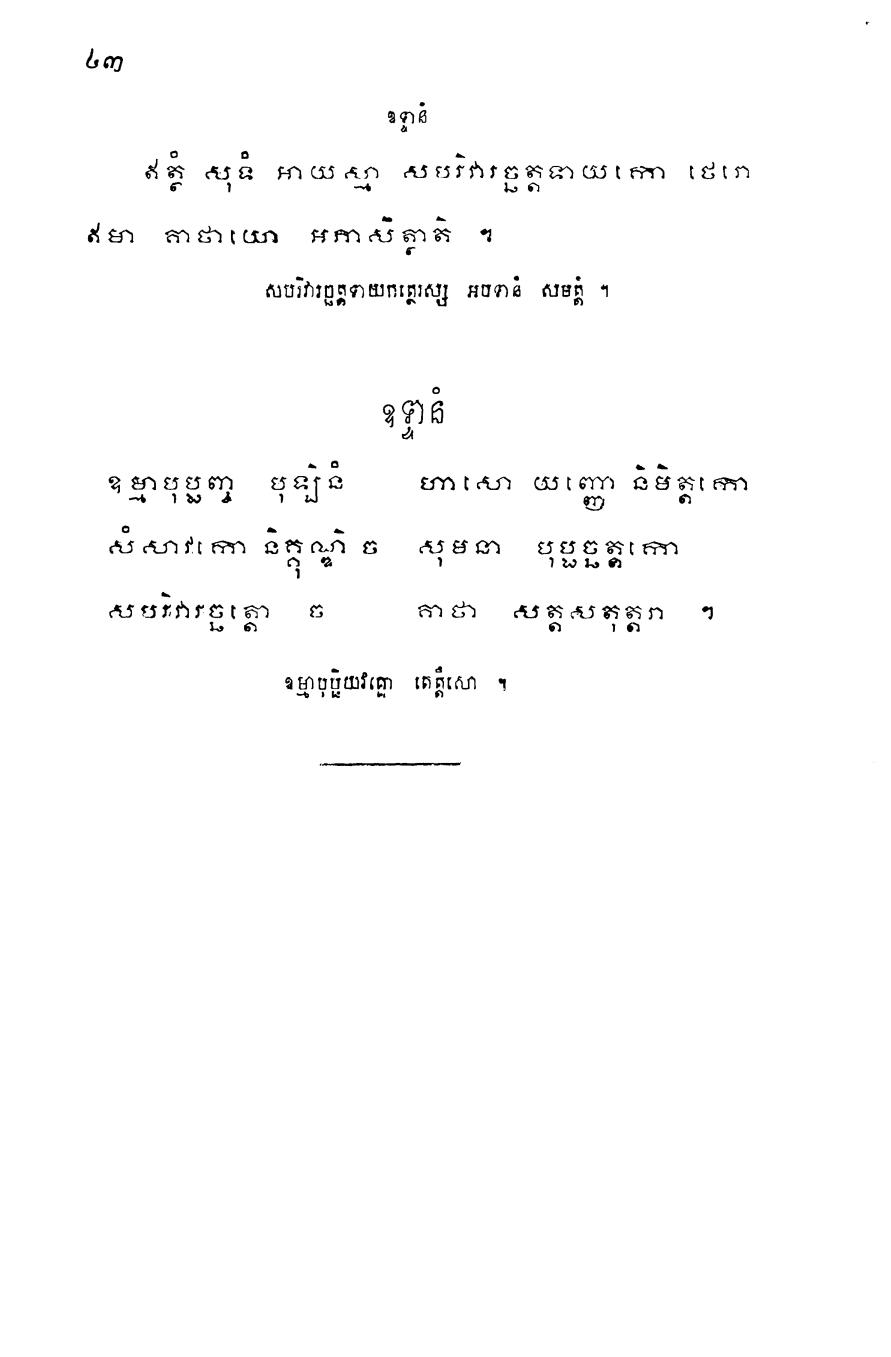 ៤៣
ឧទ្ទានំ
ឥត្ថំ សុទំ អាយស្មា សបរិវារច្ឆត្តទាយកោ ថេរោ
ឥមា គាថាយោ អភាសិត្ថាតិ ។
សបរិវារច្ឆត្តទាយកត្ថេរស្ស អបទានំ សមត្តំ ។
ឧទ្ទានំ
ឧម្មាបុប្ផញ្ច បុឡិនំ ហាសោ យញ្ញោ និមិត្តកោ
សំសាវកោ និគ្គុណ្ឌិ ច សុមនា បុប្ផច្ឆត្តកោ
សបរិវារច្ឆត្តោ ច គាថា សត្តសតុត្តរា ។
ឧម្មាបុប្ផិយវគ្គោ តេត្តឹសោ ។